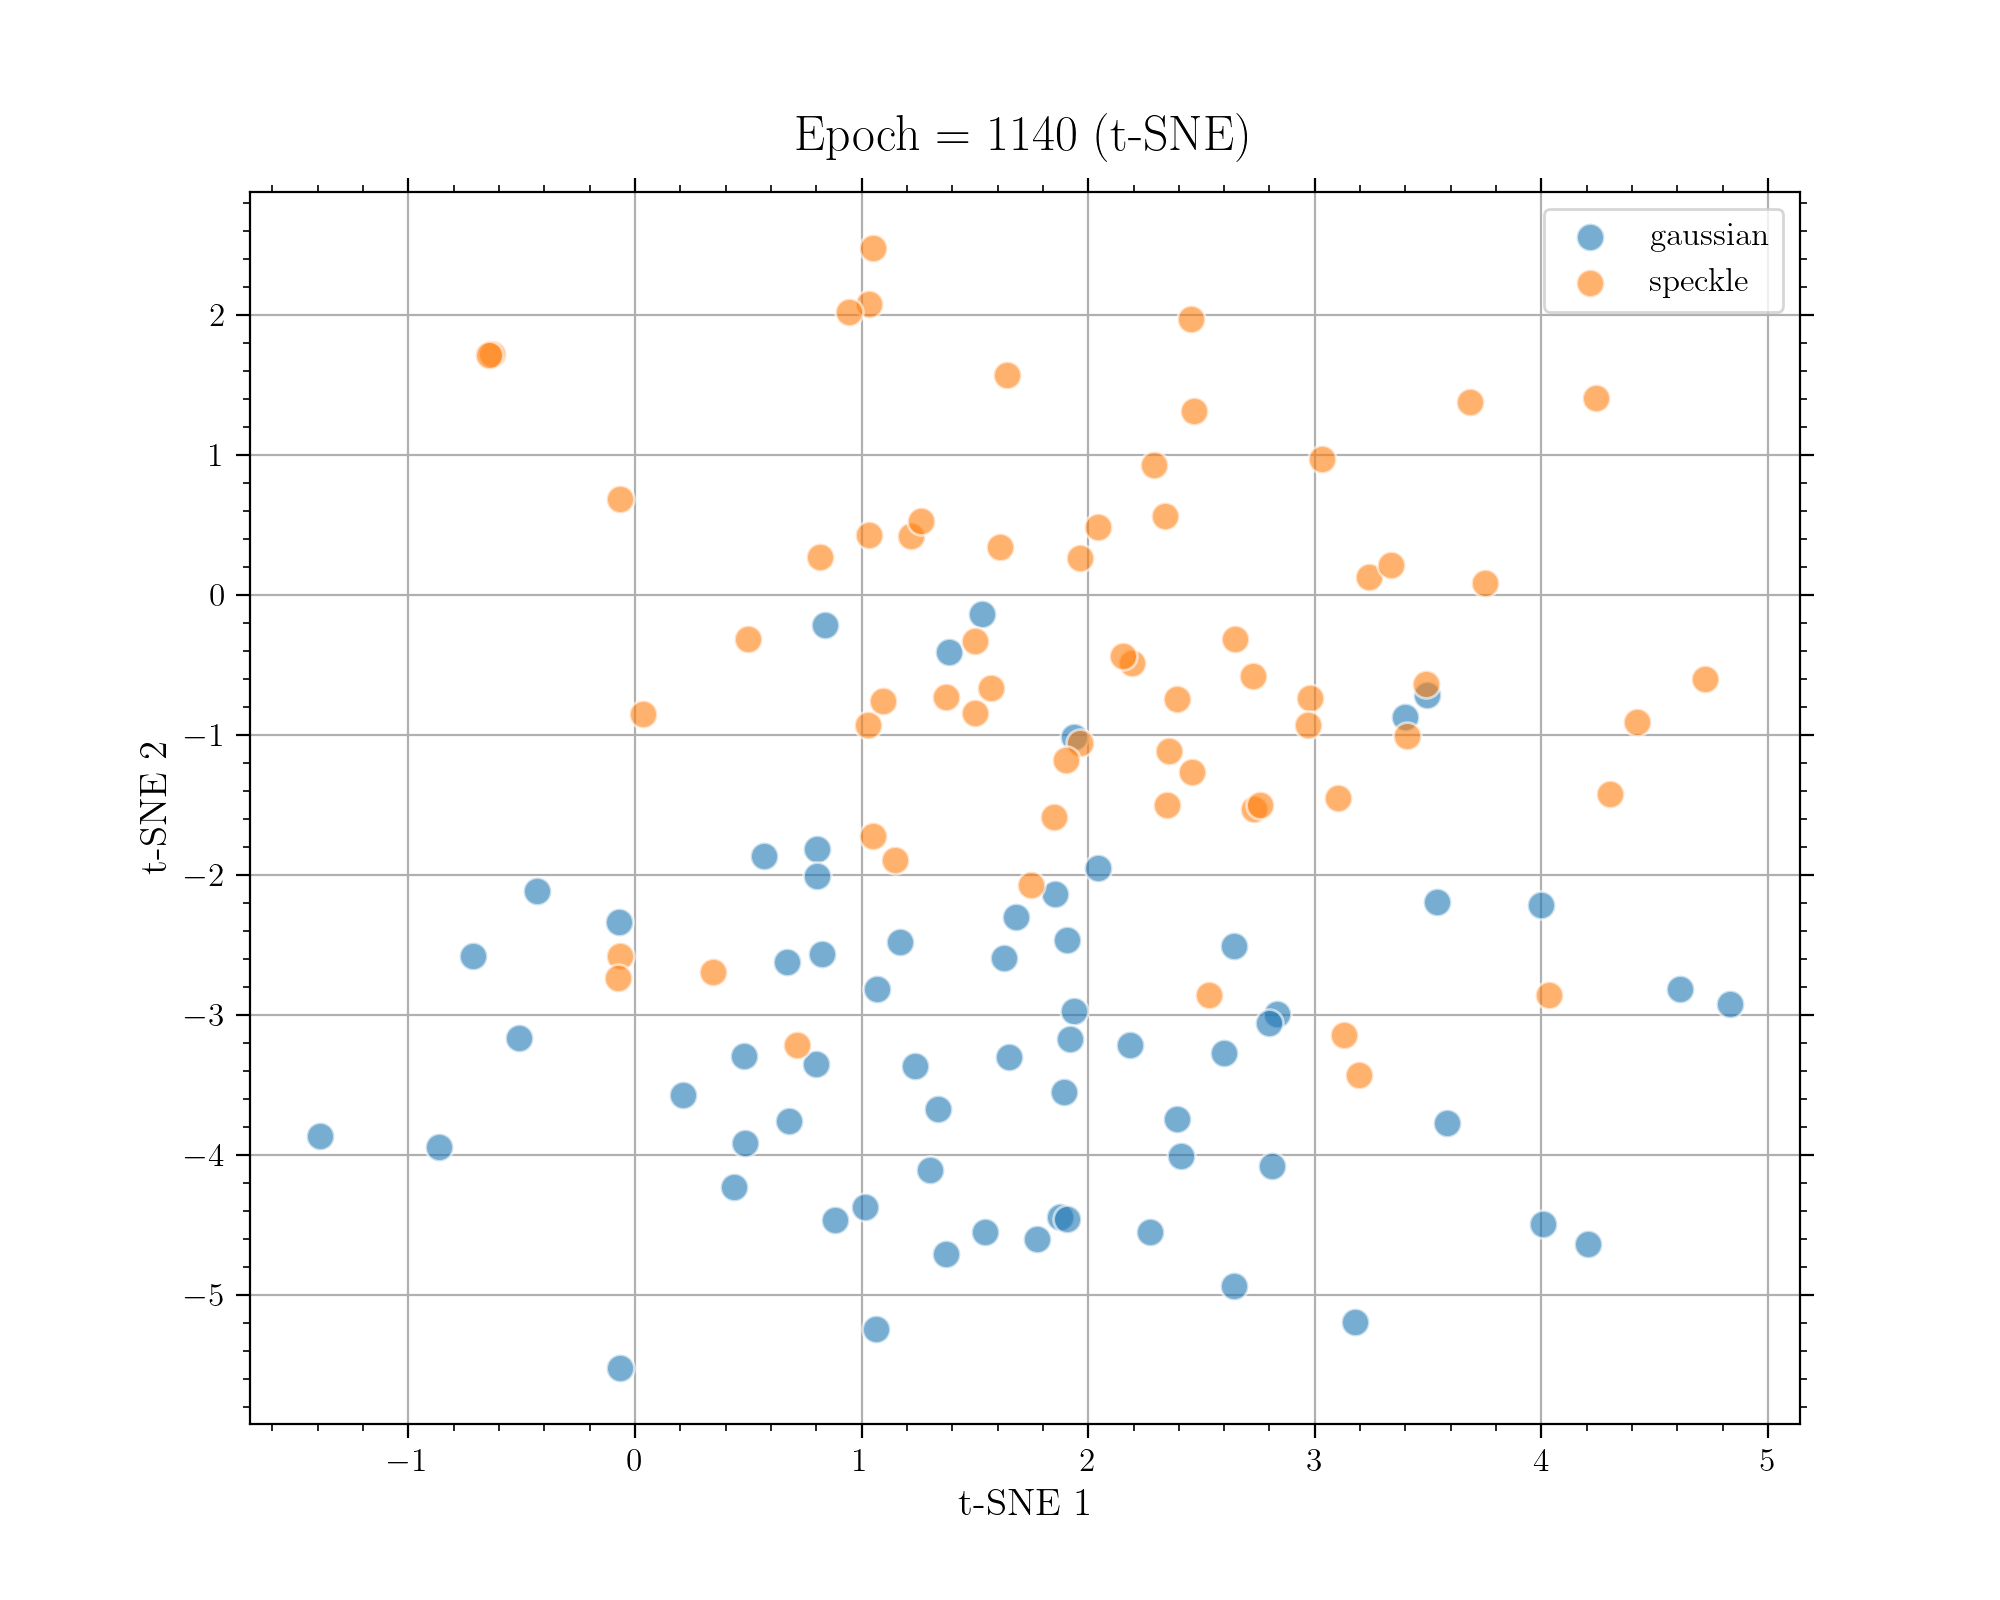 Epoch = 1140 (t-SNE)
gaussian
speckle
2
1
0
−1
−2
−3
−4
−5
t-SNE 2
−1 0 1 2 3 4 5
t-SNE 1